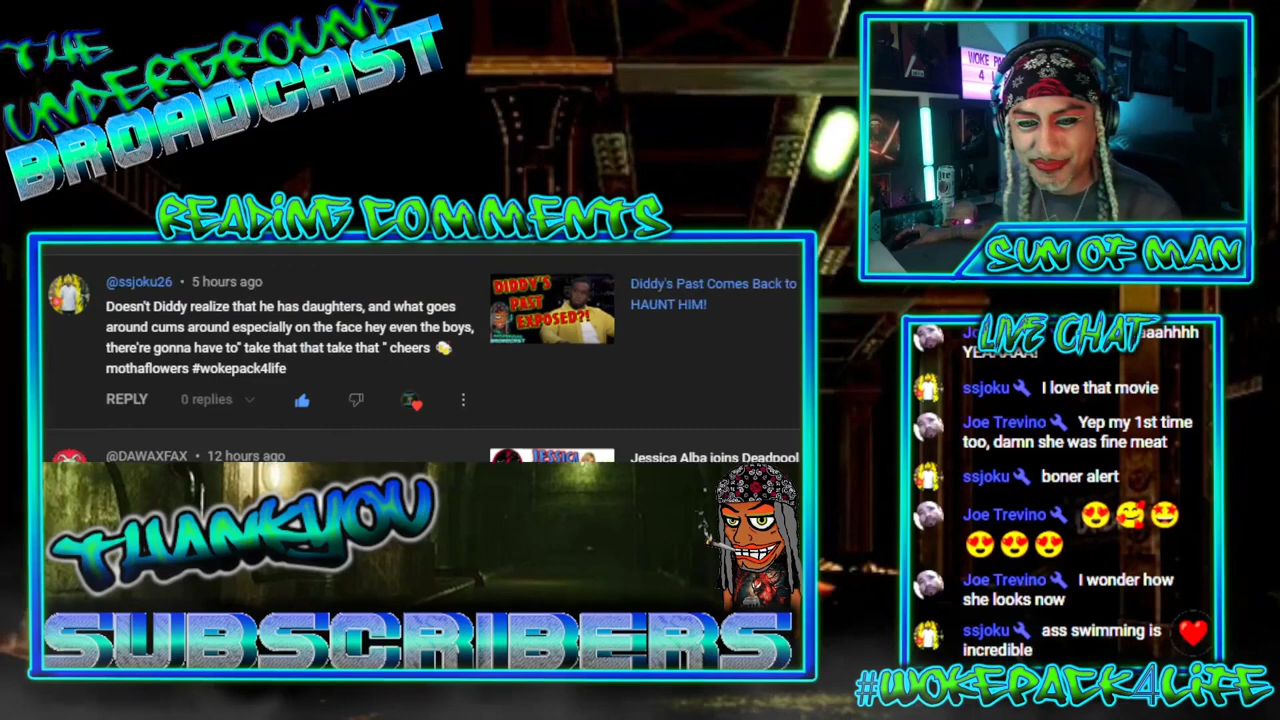 THE
UNDERGROUND
BROADCAST
READING COMMENTS
@ssjoku26 • 5 hours ago
Doesn't Diddy realize that he has daughters, and what goes
around cums around especially on the face hey even the boys,
there're gonna have to" take that that take that " cheers 🍻
mothaflowers #wokepack4life
REPLY 0 replies
DIDDY'S
PAST
EXPOSED?!
Diddy's Past Comes Back to
HAUNT HIM!
@DAWAXFAX • 12 hours ago
JESSICA
Jessica Alba joins Deadpool
THANKYOU
SUBSCRIBERS
WOKE
4
SUN OF MAN
LIVE CHAT
aahhhh
YEAAAAA!
ssjoku I love that movie
Joe Trevino Yep my 1st time
too, damn she was fine meat
ssjoku boner alert
Joe Trevino 😍🥰🤩
😍😍😍
Joe Trevino I wonder how
she looks now
ssjoku ass swimming is
incredible
#WOKEPACK4LIFE